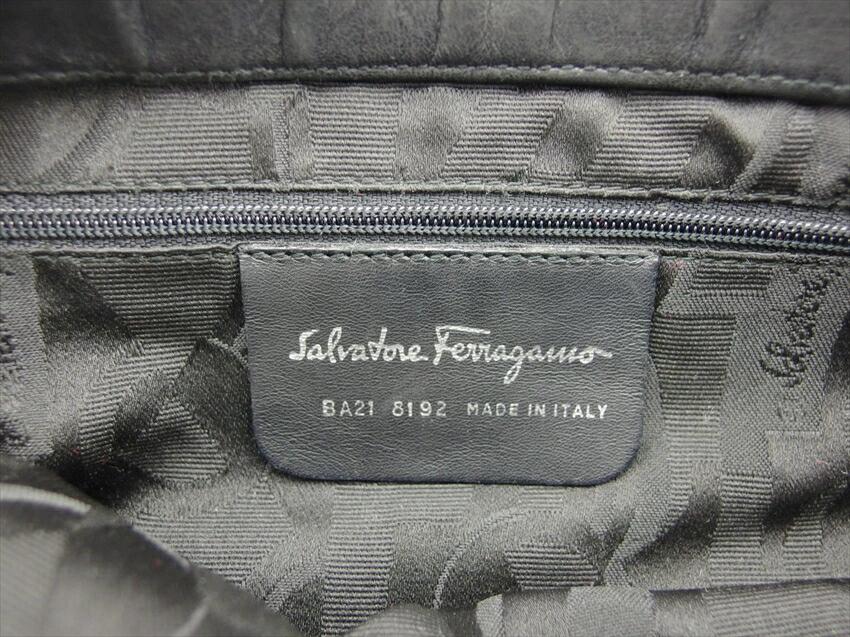 Salvatore Ferragamo
BA21 8192 MADE IN ITALY